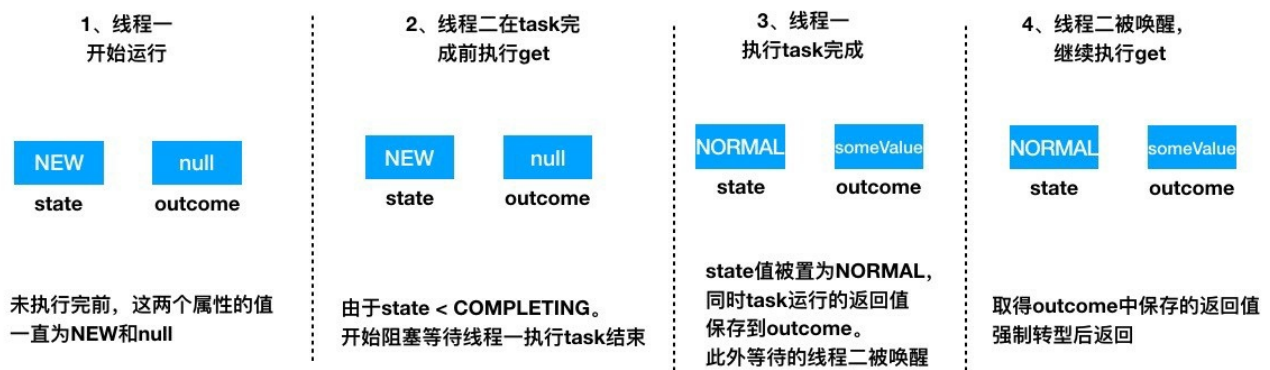 1、线程一
开始运行
NEW
null
state
outcome
未执行完前，这两个属性的值
一直为NEW和null
2、线程二在task完
成前执行get
NEW
null
state
outcome
由于state < COMPLETING。
开始阻塞等待线程一执行task结束
3、线程一
执行task完成
NORMAL
someValue
state
outcome
state值被置为NORMAL，
同时task运行的返回值
保存到outcome。
此外等待的线程二被唤醒
4、线程二被唤醒，
继续执行get
NORMAL
someValue
state
outcome
取得outcome中保存的返回值
强制转型后返回